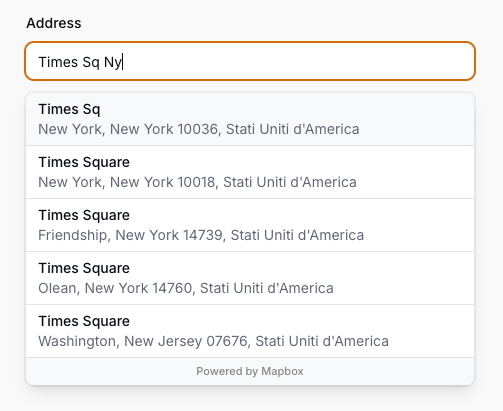 Address
Times Sq Ny
Times Sq
New York, New York 10036, Stati Uniti d'America
Times Square
New York, New York 10018, Stati Uniti d'America
Times Square
Friendship, New York 14739, Stati Uniti d'America
Times Square
Olean, New York 14760, Stati Uniti d'America
Times Square
Washington, New Jersey 07676, Stati Uniti d'America
Powered by Mapbox